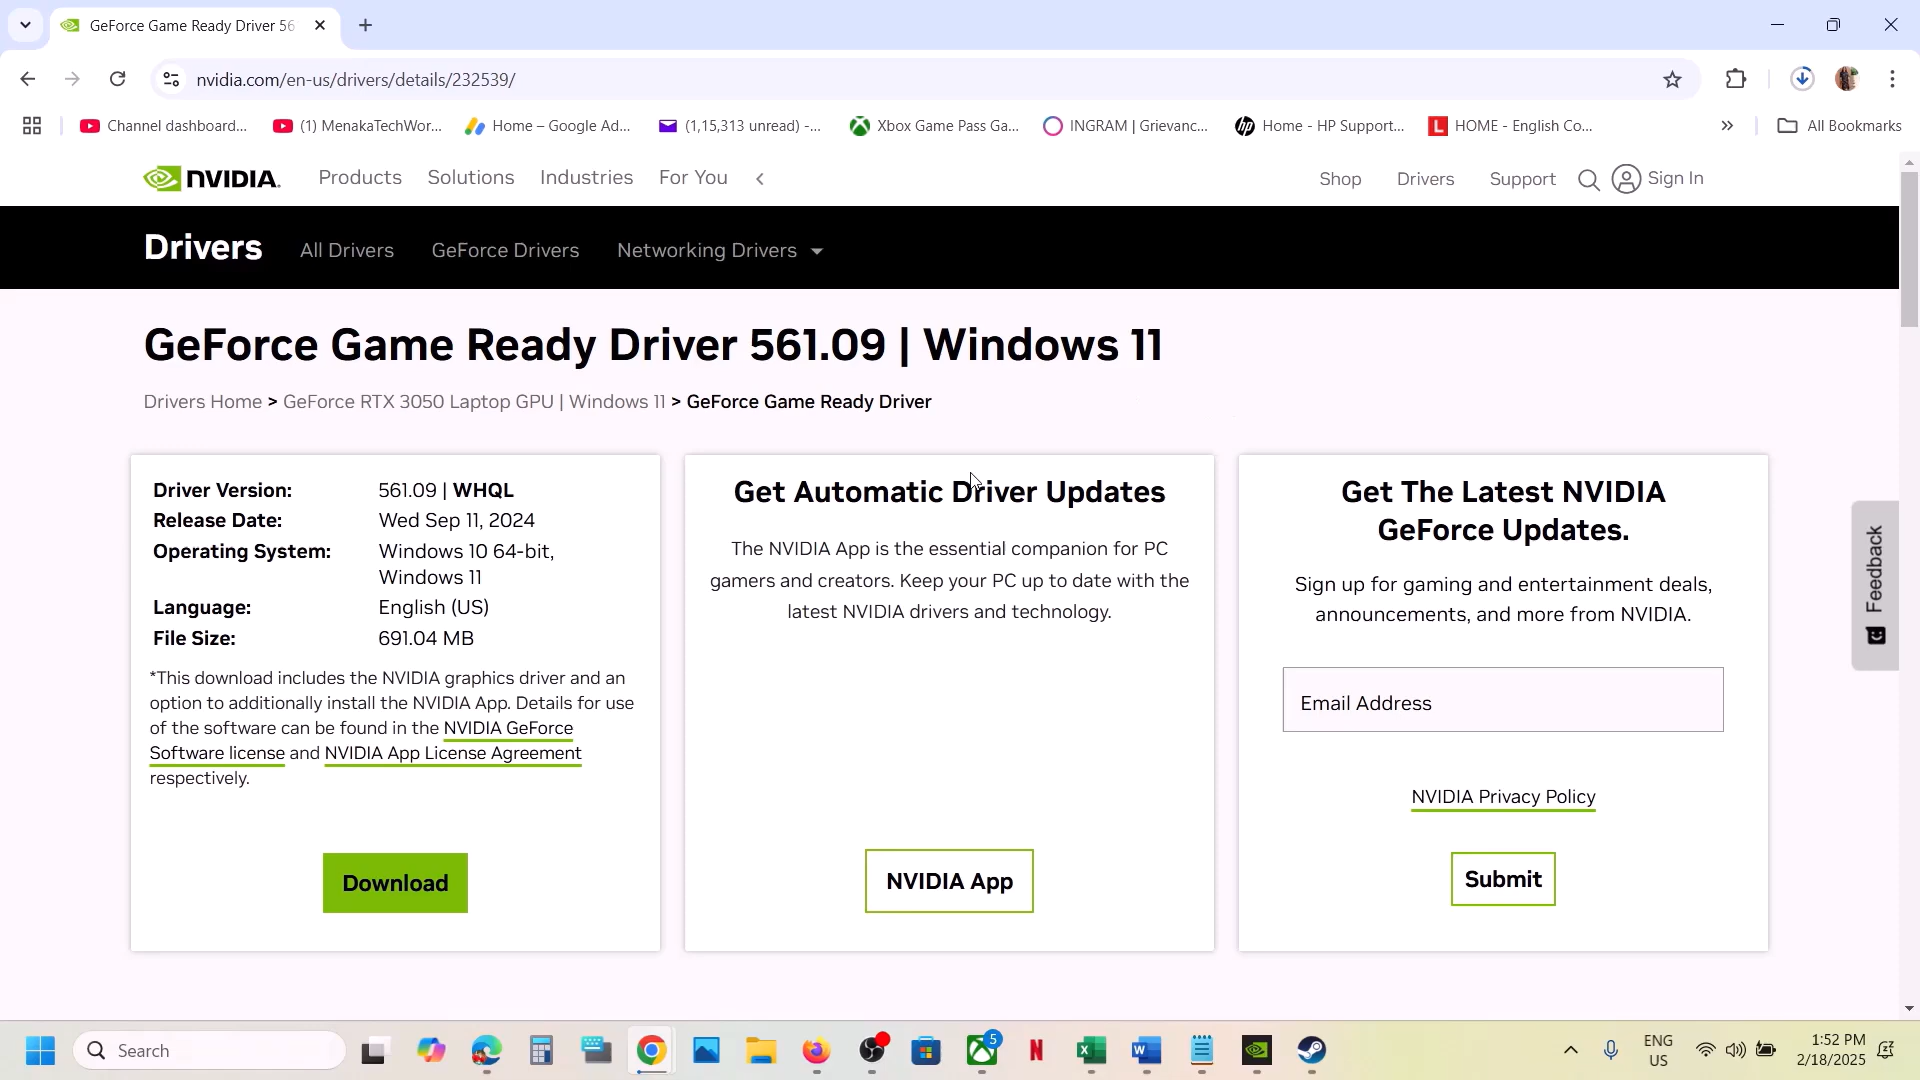 GeForce Game Ready Driver 56
nvidia.com/en-us/drivers/details/232539/
Channel dashboard...
(1) MenakaTechWor...
Home – Google Ad...
(1,15,313 unread) -...
Xbox Game Pass Ga...
INGRAM | Grievanc...
Home - HP Support...
HOME - English Co...
All Bookmarks
NVIDIA.
Products
Solutions
Industries
For You
Shop
Drivers
Support
Sign In
Drivers
All Drivers
GeForce Drivers
Networking Drivers
GeForce Game Ready Driver 561.09 | Windows 11
Drivers Home > GeForce RTX 3050 Laptop GPU | Windows 11 > GeForce Game Ready Driver
Driver Version: 561.09 | WHQL
Release Date: Wed Sep 11, 2024
Operating System: Windows 10 64-bit,
Windows 11
Language: English (US)
File Size: 691.04 MB
*This download includes the NVIDIA graphics driver and an
option to additionally install the NVIDIA App. Details for use
of the software can be found in the NVIDIA GeForce
Software license and NVIDIA App License Agreement
respectively.
Download
Get Automatic Driver Updates
The NVIDIA App is the essential companion for PC
gamers and creators. Keep your PC up to date with the
latest NVIDIA drivers and technology.
NVIDIA App
Get The Latest NVIDIA
GeForce Updates.
Sign up for gaming and entertainment deals,
announcements, and more from NVIDIA.
Email Address
NVIDIA Privacy Policy
Submit
Feedback
Search
5
ENG
US
1:52 PM
2/18/2025